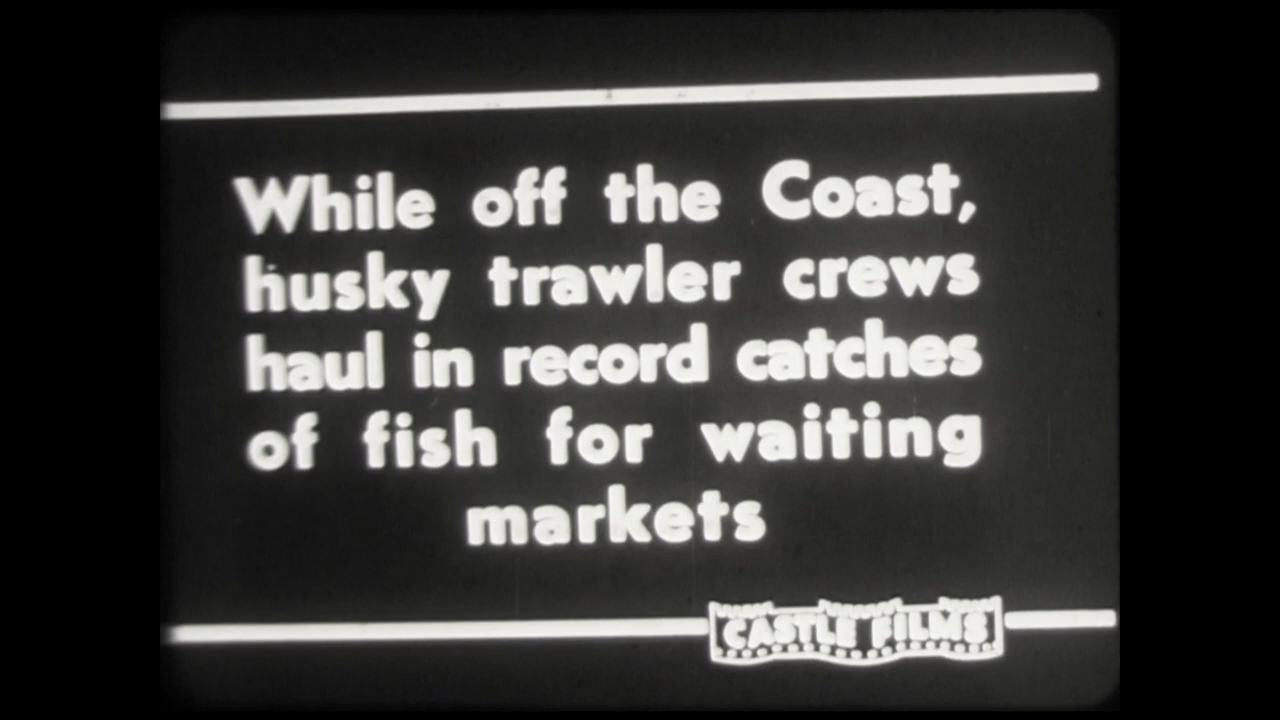 While off the Coast,
husky trawler crews
haul in record catches
of fish for waiting
markets
CASTLE FILMS